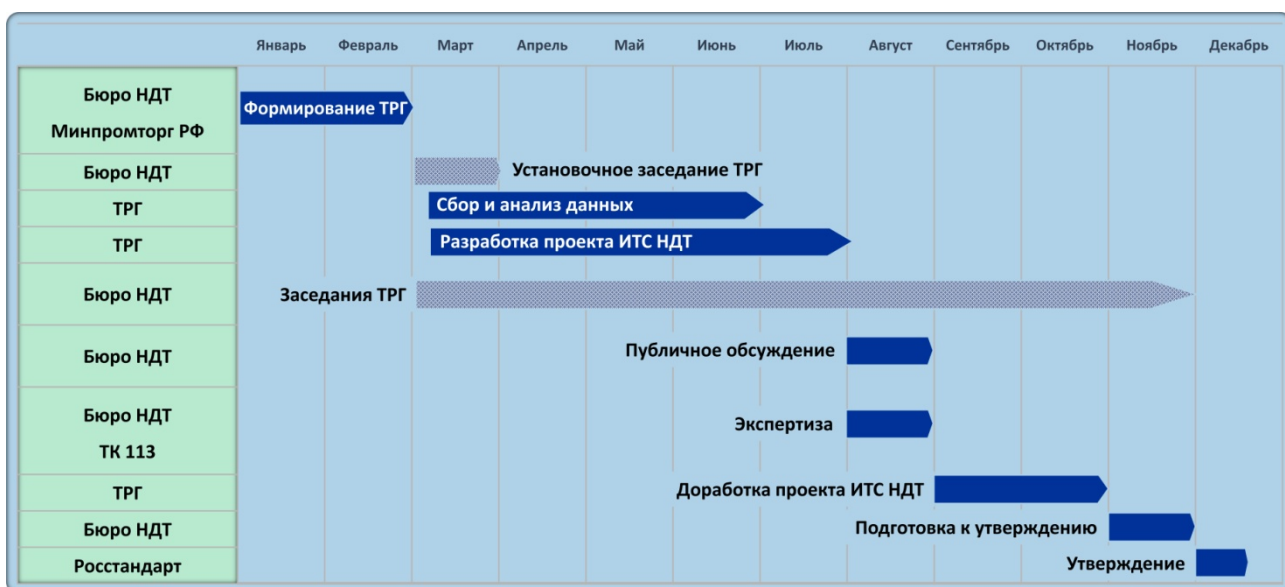 Январь Февраль Март Апрель Май Июнь Июль Август Сентябрь Октябрь Ноябрь Декабрь
Бюро НДТ
Минпромторг РФ
Формирование ТРГ
Бюро НДТ
Установочное заседание ТРГ
ТРГ
Сбор и анализ данных
ТРГ
Разработка проекта ИТС НДТ
Бюро НДТ
Заседания ТРГ
Бюро НДТ
Публичное обсуждение
Бюро НДТ
ТК 113
Экспертиза
ТРГ
Доработка проекта ИТС НДТ
Бюро НДТ
Подготовка к утверждению
Росстандарт
Утверждение